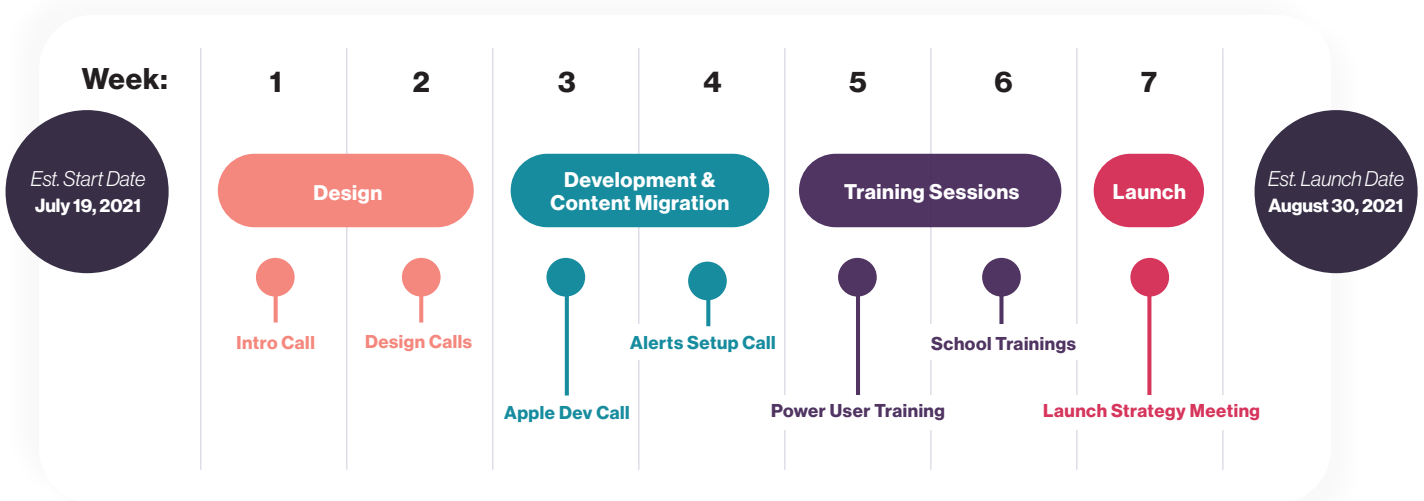 Week: 1 2 3 4 5 6 7
Est. Start Date
July 19, 2021
Design
Development &
Content Migration
Training Sessions
Launch
Est. Launch Date
August 30, 2021
Intro Call
Design Calls
Alerts Setup Call
School Trainings
Apple Dev Call
Power User Training
Launch Strategy Meeting